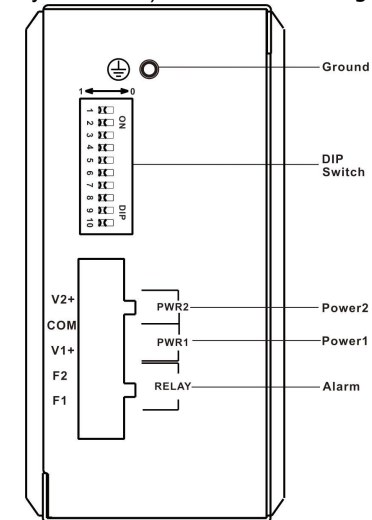 Ground
1 0
1
2
3
4
5
6
7
8
9
10
ON
DIP
DIP
Switch
V2+
COM
V1+
F2
F1
PWR2
PWR1
RELAY
Power2
Power1
Alarm